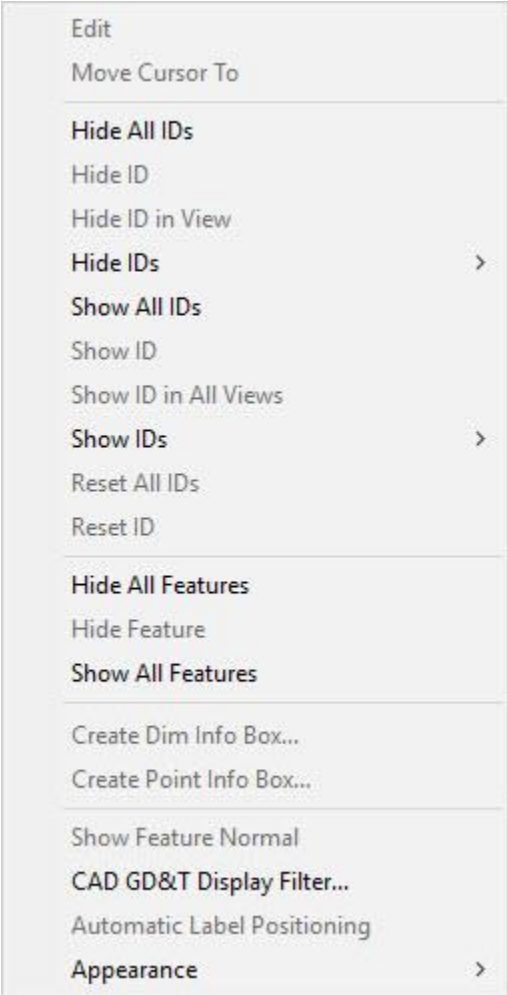 Edit
Move Cursor To
Hide All IDs
Hide ID
Hide ID in View
Hide IDs
Show All IDs
Show ID
Show ID in All Views
Show IDs
Reset All IDs
Reset ID
Hide All Features
Hide Feature
Show All Features
Create Dim Info Box...
Create Point Info Box...
Show Feature Normal
CAD GD&T Display Filter...
Automatic Label Positioning
Appearance